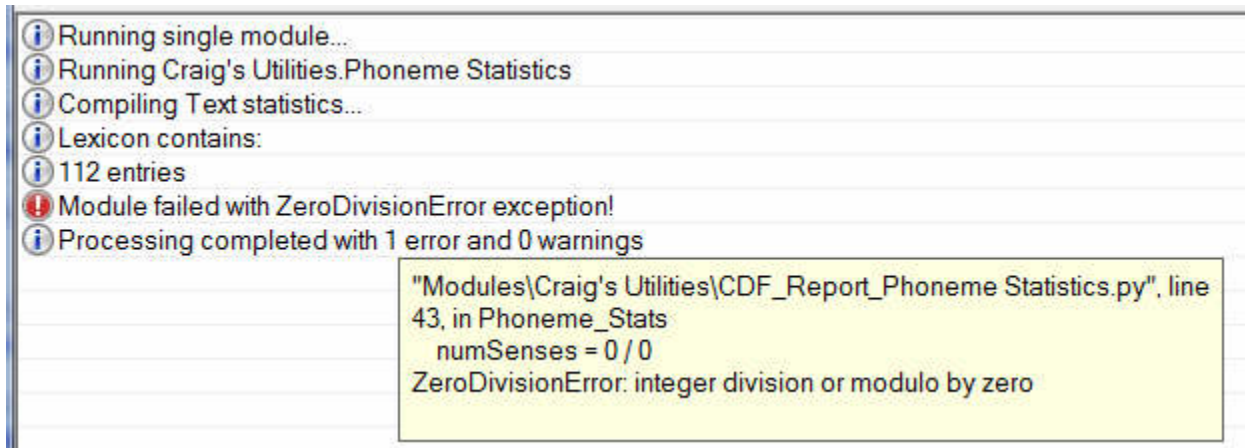 Running single module...
Running Craig's Utilities.Phoneme Statistics
Compiling Text statistics...
Lexicon contains:
112 entries
Module failed with ZeroDivisionError exception!
Processing completed with 1 error and 0 warnings
"Modules\Craig's Utilities\CDF_Report_Phoneme Statistics.py", line
43, in Phoneme_Stats
numSenses = 0 / 0
ZeroDivisionError: integer division or modulo by zero